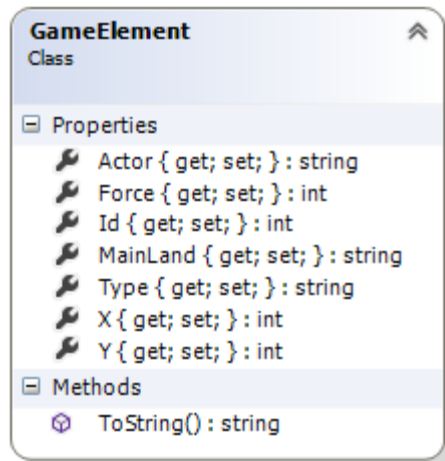 GameElement
Class
Properties
Actor { get; set; } : string
Force { get; set; } : int
Id { get; set; } : int
MainLand { get; set; } : string
Type { get; set; } : string
X { get; set; } : int
Y { get; set; } : int
Methods
ToString() : string